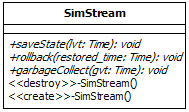 SimStream
+saveState(lvt: Time): void
+rollback(restored_time: Time): void
+garbageCollect(gvt: Time): void
<<destroy>>-SimStream()
<<create>>-SimStream()